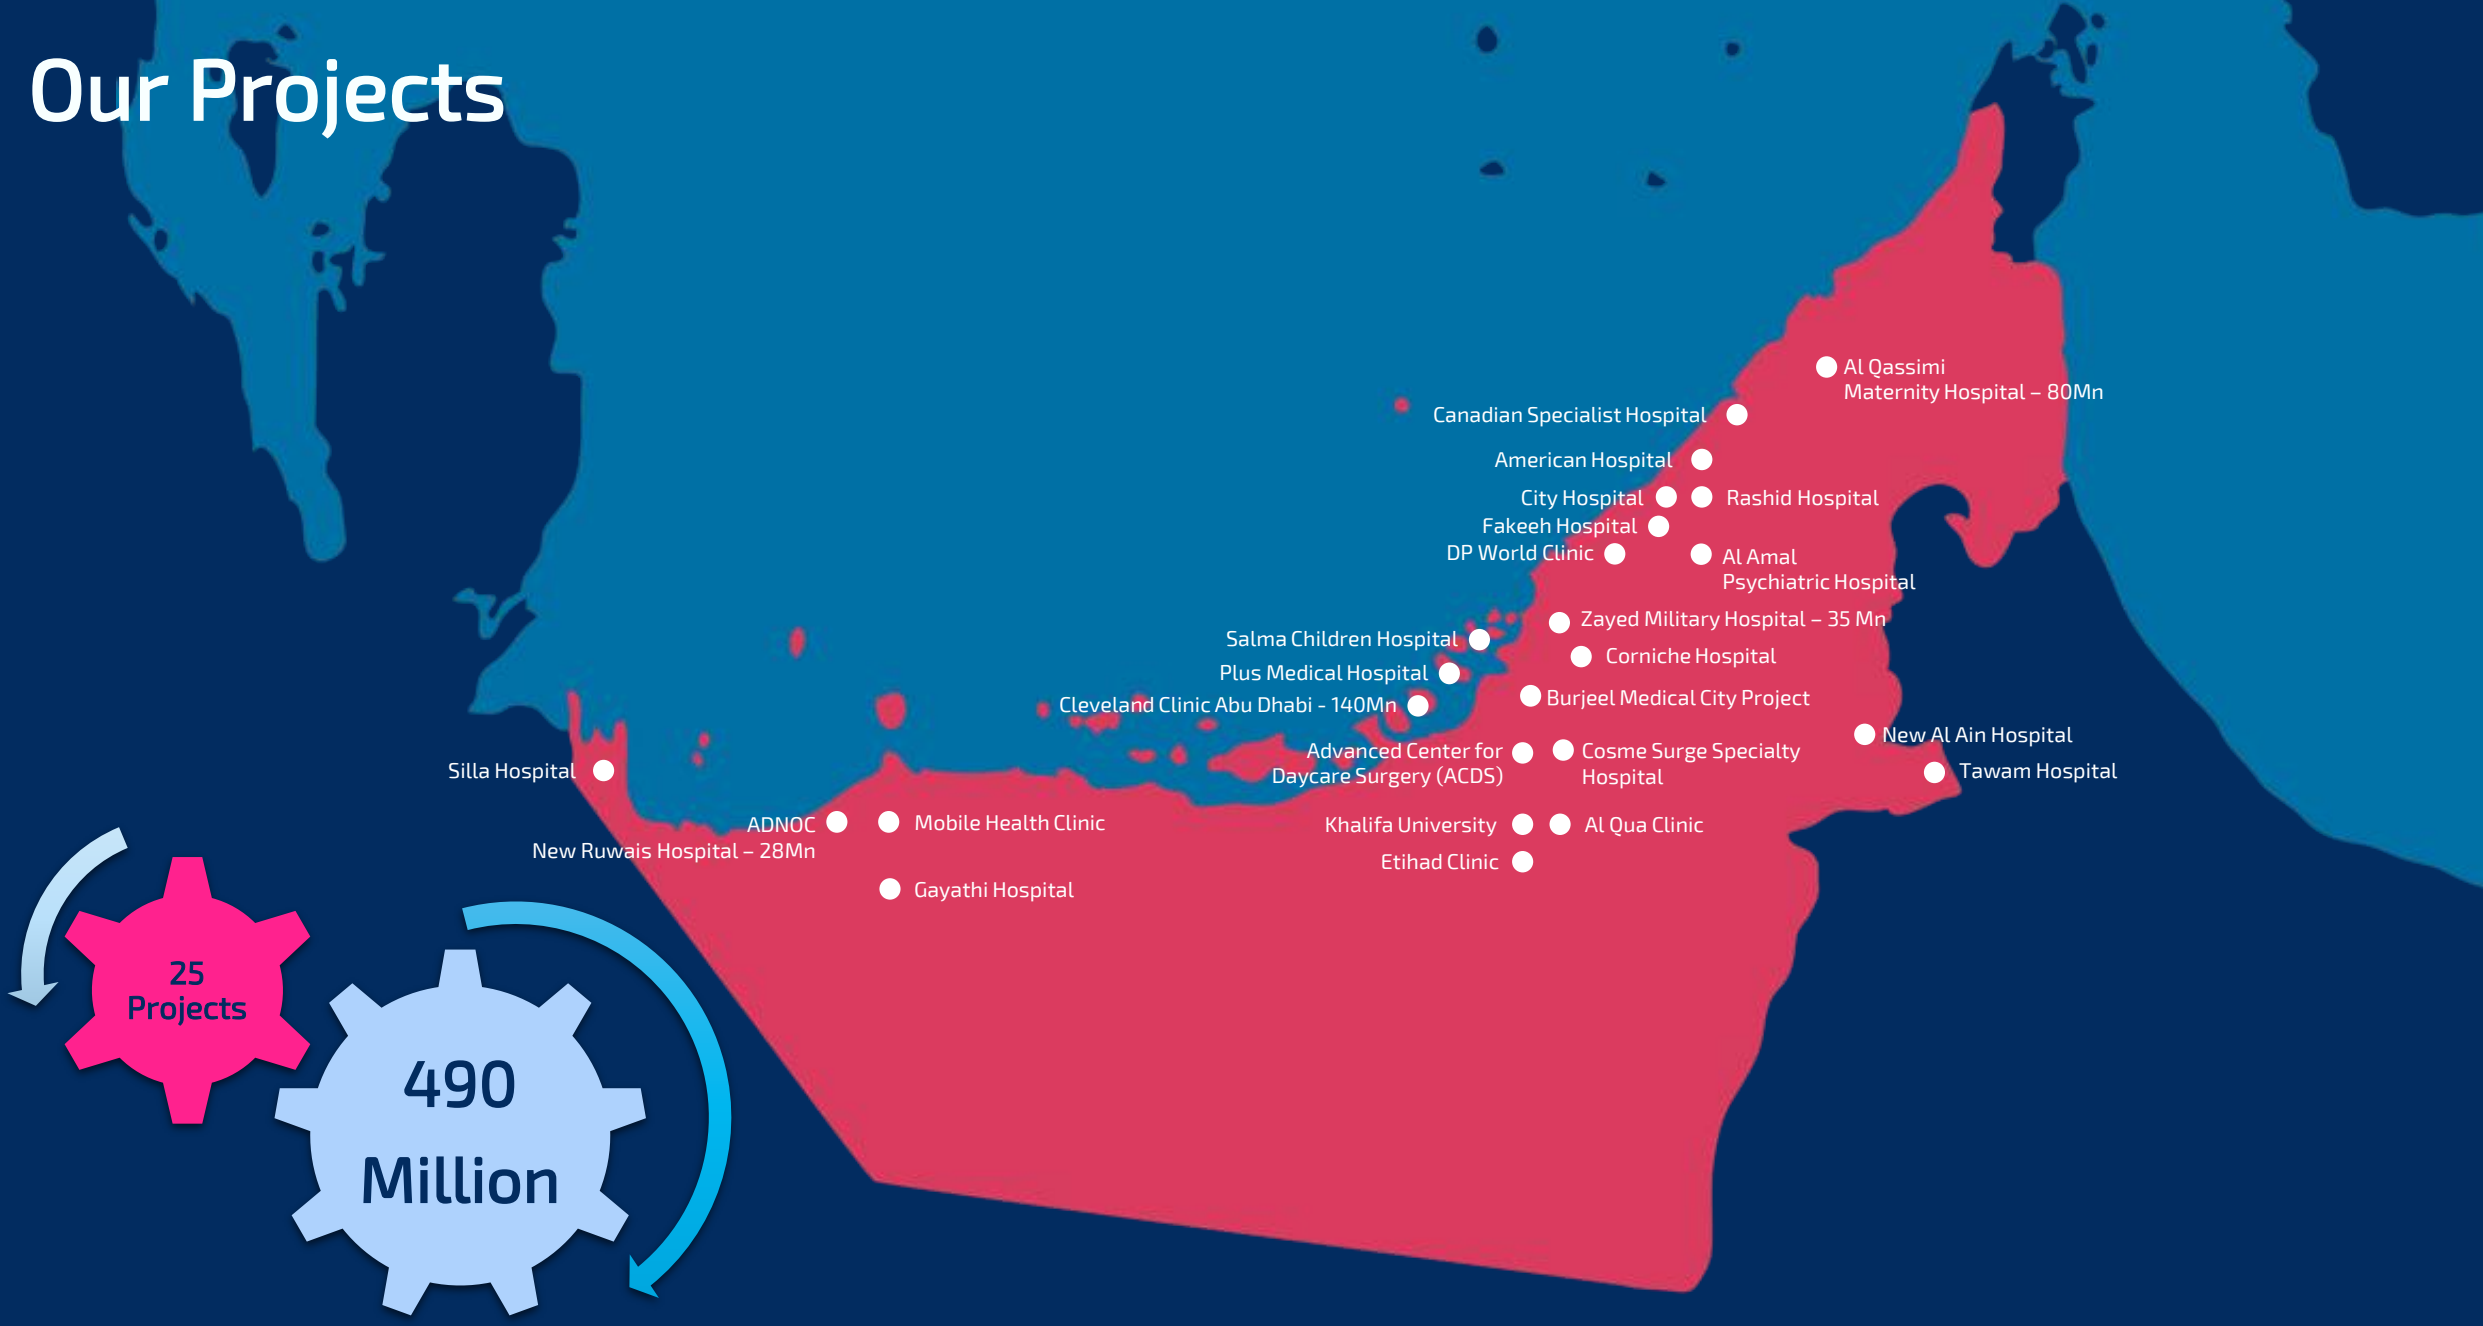 Our Projects
Al Qassimi
Maternity Hospital – 80Mn
Canadian Specialist Hospital
American Hospital
City Hospital
Rashid Hospital
Fakeeh Hospital
DP World Clinic
Al Amal
Psychiatric Hospital
Zayed Military Hospital – 35 Mn
Salma Children Hospital
Corniche Hospital
Plus Medical Hospital
Burjeel Medical City Project
Cleveland Clinic Abu Dhabi - 140Mn
New Al Ain Hospital
Advanced Center for
Daycare Surgery (ACDS)
Cosme Surge Specialty
Hospital
Tawam Hospital
Silla Hospital
ADNOC
New Ruwais Hospital – 28Mn
Mobile Health Clinic
Khalifa University
Al Qua Clinic
Etihad Clinic
Gayathi Hospital
25
Projects
490
Million